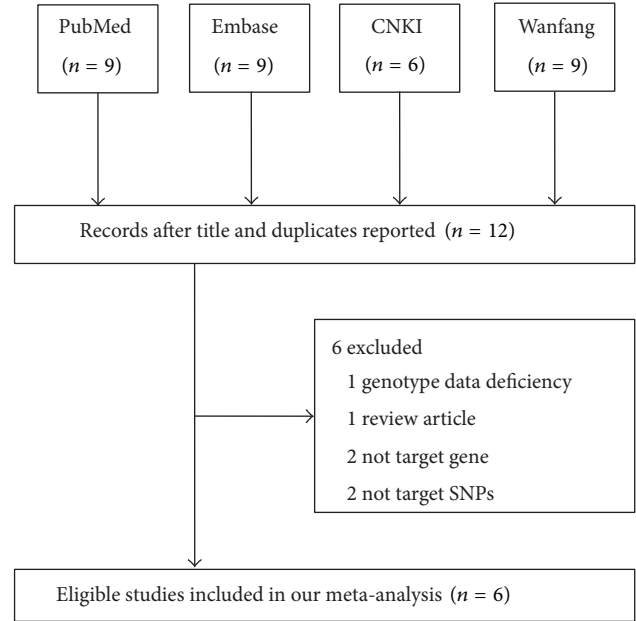 PubMed
(n = 9)
Embase
(n = 9)
CNKI
(n = 6)
Wanfang
(n = 9)
Records after title and duplicates reported (n = 12)
6 excluded
1 genotype data deficiency
1 review article
2 not target gene
2 not target SNPs
Eligible studies included in our meta-analysis (n = 6)